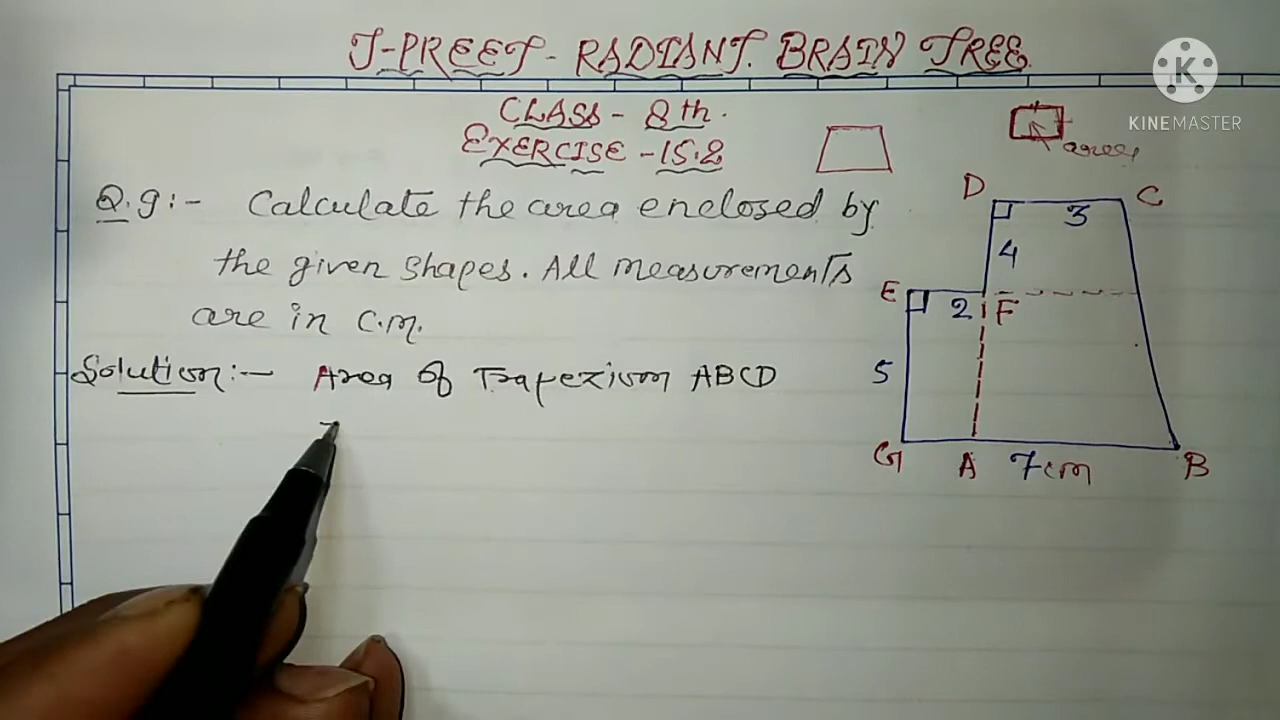 J-PREET-RADIANT. BRAIN TREE
KINEMASTER
CLASS - 8th.
EXERCISE -15.2
area
Q.9:- Calculate the area enclosed by
the given shapes. All measurements
are in C.M.
Solution:- Area of Trapezium ABCD
D
C
3
4
E
2
F
5
G
A
7cm
B